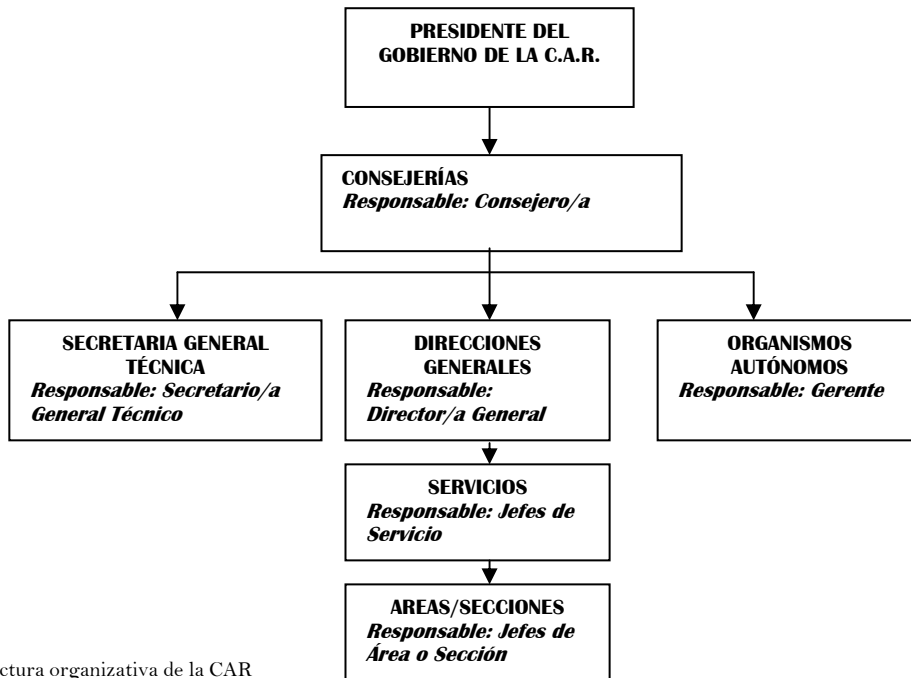 PRESIDENTE DEL
GOBIERNO DE LA C.A.R.
CONSEJERÍAS
Responsable: Consejero/a
SECRETARIA GENERAL
TÉCNICA
Responsable: Secretario/a
General Técnico
DIRECCIONES
GENERALES
Responsable:
Director/a General
ORGANISMOS
AUTÓNOMOS
Responsable: Gerente
SERVICIOS
Responsable: Jefes de
Servicio
AREAS/SECCIONES
Responsable: Jefes de
Área o Sección
organizativa de la CAR